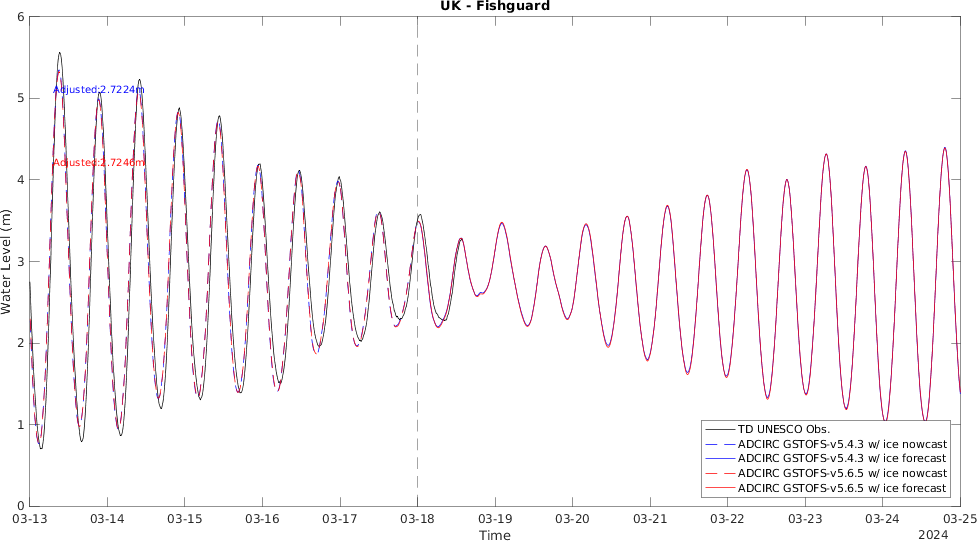 UK - Fishguard
6
5
4
3
2
1
0
Water Level (m)
Adjusted:2.7224m
Adjusted:2.7246m
TD UNESCO Obs.
ADCIRC GSTOFS-v5.4.3 w/ ice nowcast
ADCIRC GSTOFS-v5.4.3 w/ ice forecast
ADCIRC GSTOFS-v5.6.5 w/ ice nowcast
ADCIRC GSTOFS-v5.6.5 w/ ice forecast
03-13 03-14 03-15 03-16 03-17 03-18 03-19 03-20 03-21 03-22 03-23 03-24 03-25
Time
2024